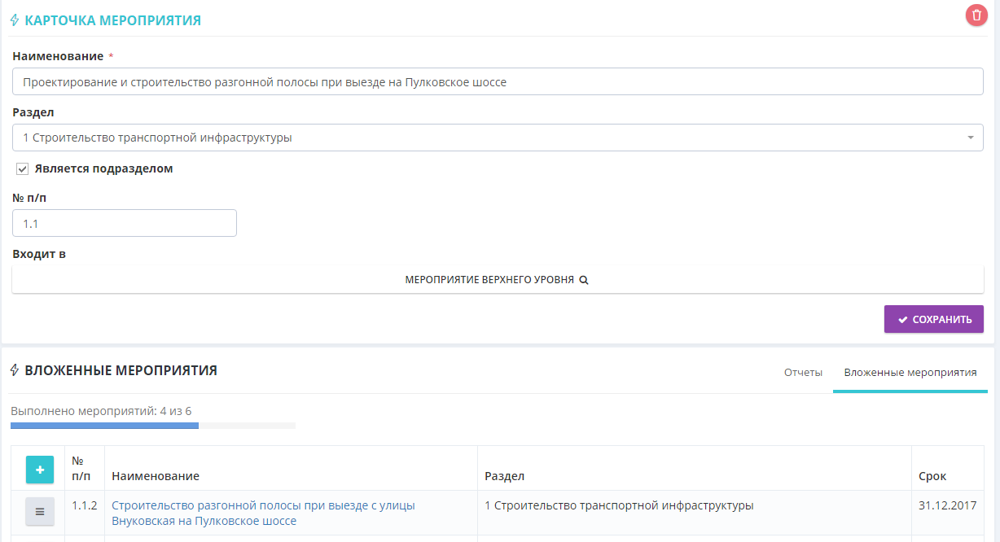 КАРТОЧКА МЕРОПРИЯТИЯ
Наименование *
Проектирование и строительство разгонной полосы при выезде на Пулковское шоссе
Раздел
1 Строительство транспортной инфраструктуры
Является подразделом
№ п/п
1.1
Входит в
МЕРОПРИЯТИЕ ВЕРХНЕГО УРОВНЯ
СОХРАНИТЬ
ВЛОЖЕННЫЕ МЕРОПРИЯТИЯ
Отчеты
Вложенные мероприятия
Выполнено мероприятий: 4 из 6
№
п/п
Наименование
Раздел
Срок
1.1.2
Строительство разгонной полосы при выезде с улицы
Внуковская на Пулковское шоссе
1 Строительство транспортной инфраструктуры
31.12.2017